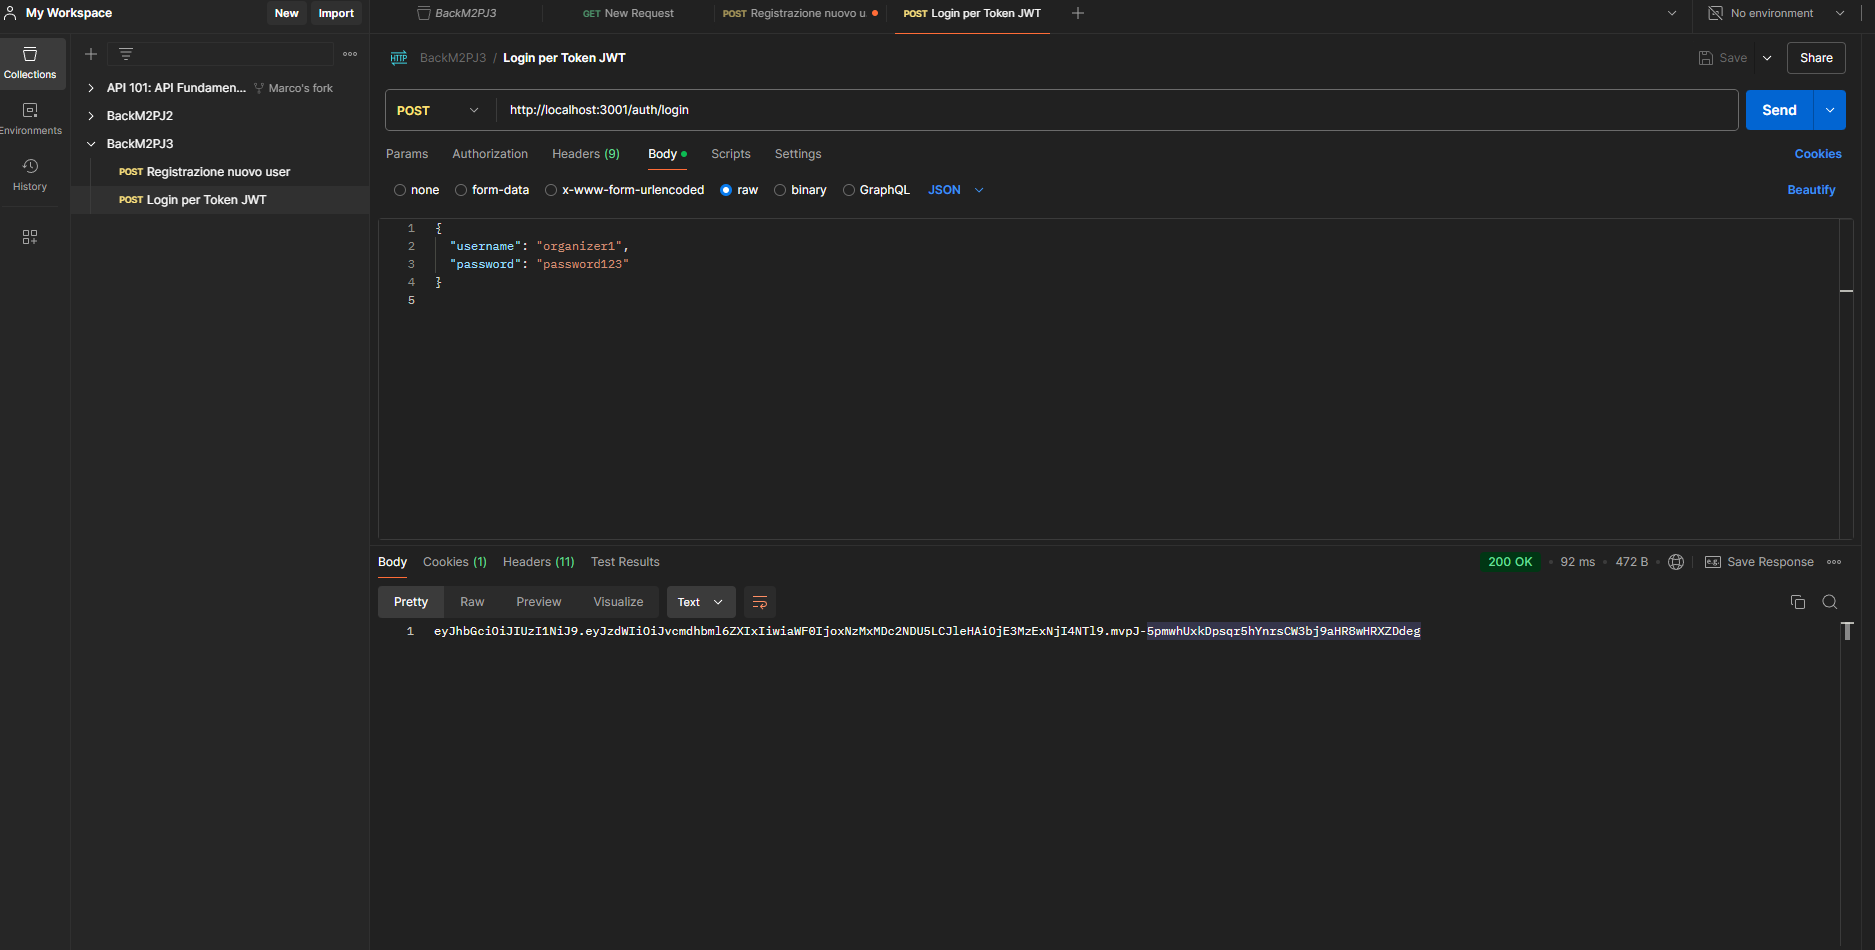 My Workspace
New
Import
BackM2PJ3
GET New Request
POST Registrazione nuovo u
POST Login per Token JWT
No environment
Collections
Environments
History
API 101: API Fundamen... Marco's fork
BackM2PJ2
BackM2PJ3
POST Registrazione nuovo user
POST Login per Token JWT
HTTP BackM2PJ3 / Login per Token JWT
Save
Share
POST
http://localhost:3001/auth/login
Send
Params Authorization Headers (9) Body Scripts Settings
Cookies
none form-data x-www-form-urlencoded raw binary GraphQL JSON
Beautify
1 {
2 "username": "organizer1",
3 "password": "password123"
4 }
5
Body Cookies (1) Headers (11) Test Results
200 OK • 92 ms • 472 B
e.g. Save Response
Pretty Raw Preview Visualize Text
1 eyJhbGciOiJIUzI1NiJ9.eyJzdWIiOiJvcmdhbml6ZXIxIiwiaWF0IjoxNzMxMDc2NDU5LCJleHAiOjE3MzExNjI4NTl9.mvpJ-5pmwhUxkDpsqr5hYnrsCW3bj9aHR8wHRXZDdeg